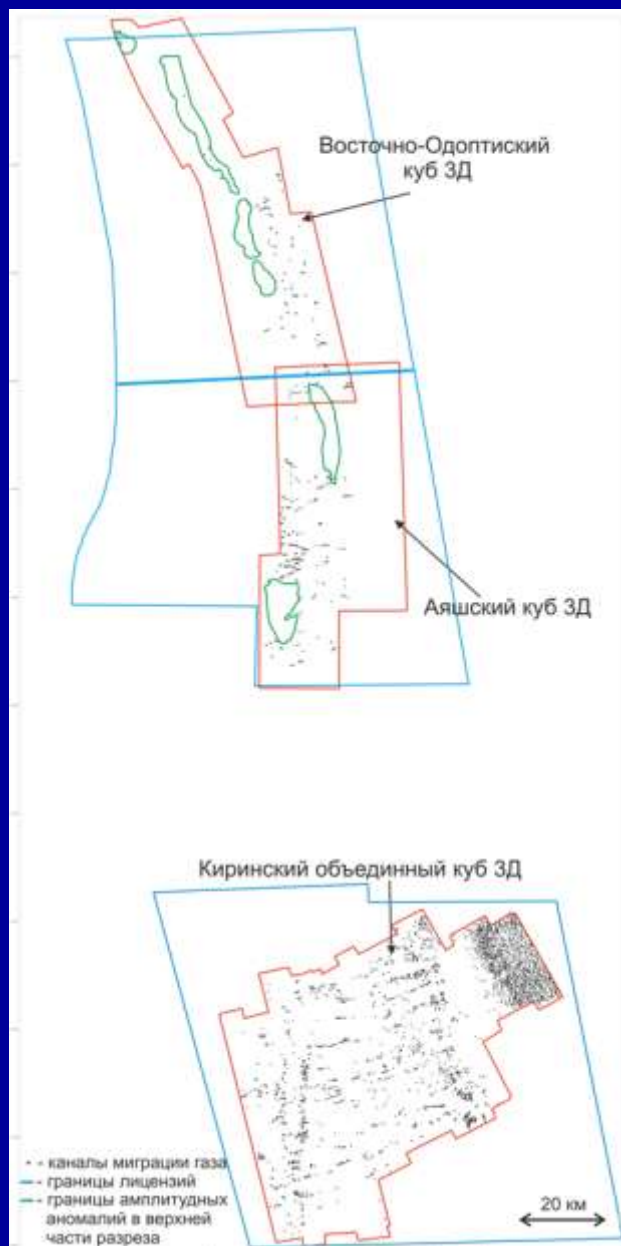 Восточно-Одоптиский
куб 3Д
Аяшский куб 3Д
Киринский объединный куб 3Д
- каналы миграции газа
- границы лицензий
- границы амплитудных
аномалий в верхней
части разреза
20 км